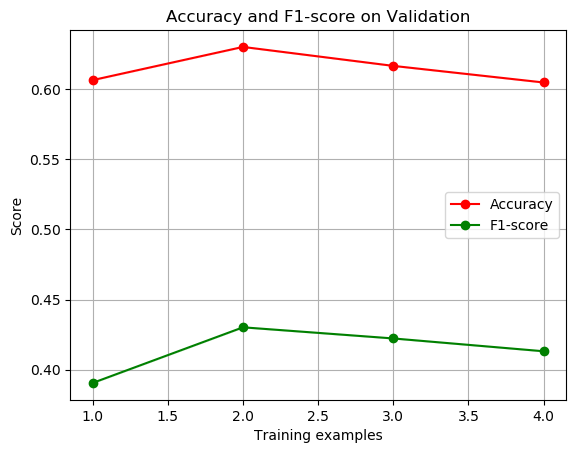 Accuracy and F1-score on Validation
0.60
0.55
0.50
0.45
0.40
Score
Accuracy
F1-score
1.0 1.5 2.0 2.5 3.0 3.5 4.0
Training examples